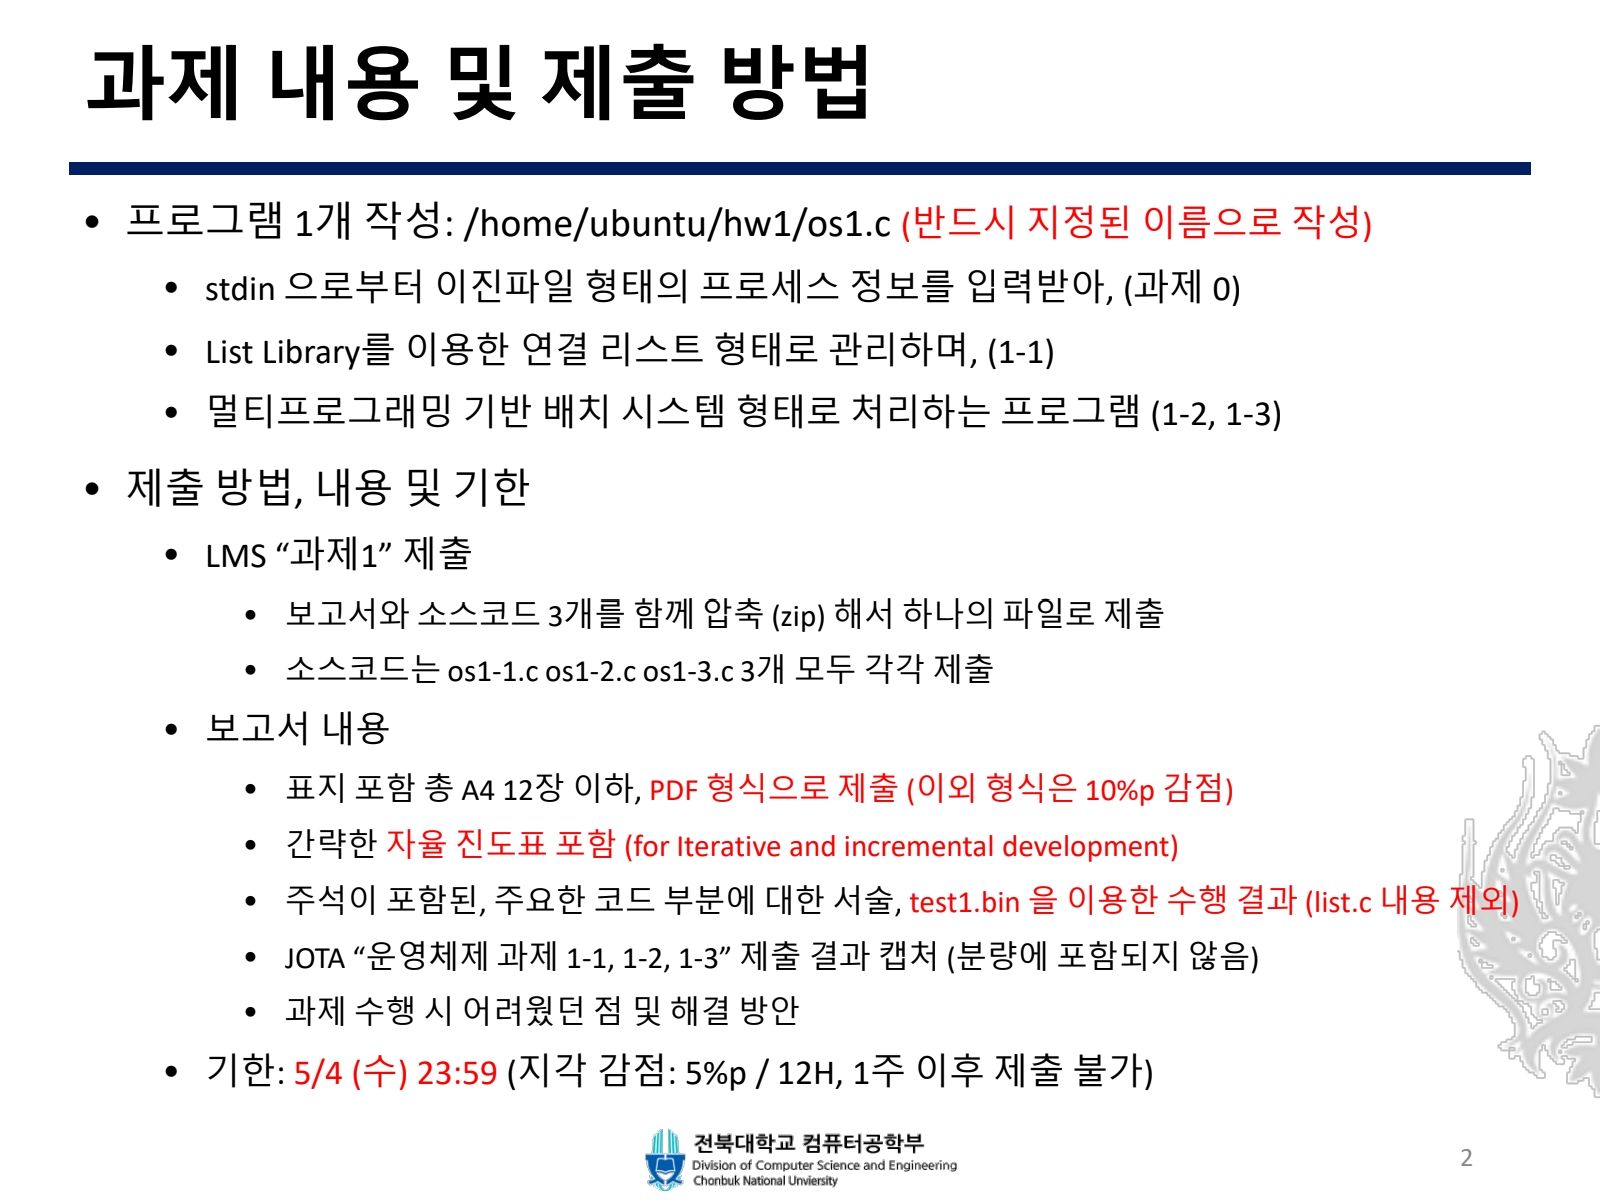 과제 내용 및 제출 방법
• 프로그램 1개 작성: /home/ubuntu/hw1/os1.c (반드시 지정된 이름으로 작성)
• stdin 으로부터 이진파일 형태의 프로세스 정보를 입력받아, (과제 0)
• List Library를 이용한 연결 리스트 형태로 관리하며, (1-1)
• 멀티프로그래밍 기반 배치 시스템 형태로 처리하는 프로그램 (1-2, 1-3)
• 제출 방법, 내용 및 기한
• LMS “과제1” 제출
• 보고서와 소스코드 3개를 함께 압축 (zip) 해서 하나의 파일로 제출
• 소스코드는 os1-1.c os1-2.c os1-3.c 3개 모두 각각 제출
• 보고서 내용
• 표지 포함 총 A4 12장 이하, PDF 형식으로 제출 (이외 형식은 10%p 감점)
• 간략한 자율 진도표 포함 (for Iterative and incremental development)
• 주석이 포함된, 주요한 코드 부분에 대한 서술, test1.bin 을 이용한 수행 결과 (list.c 내용 제외)
• JOTA “운영체제 과제 1-1, 1-2, 1-3” 제출 결과 캡처 (분량에 포함되지 않음)
• 과제 수행 시 어려웠던 점 및 해결 방안
• 기한: 5/4 (수) 23:59 (지각 감점: 5%p / 12H, 1주 이후 제출 불가)
전북대학교 컴퓨터공학부
Division of Computer Science and Engineering
Chonbuk National Unviersity
2